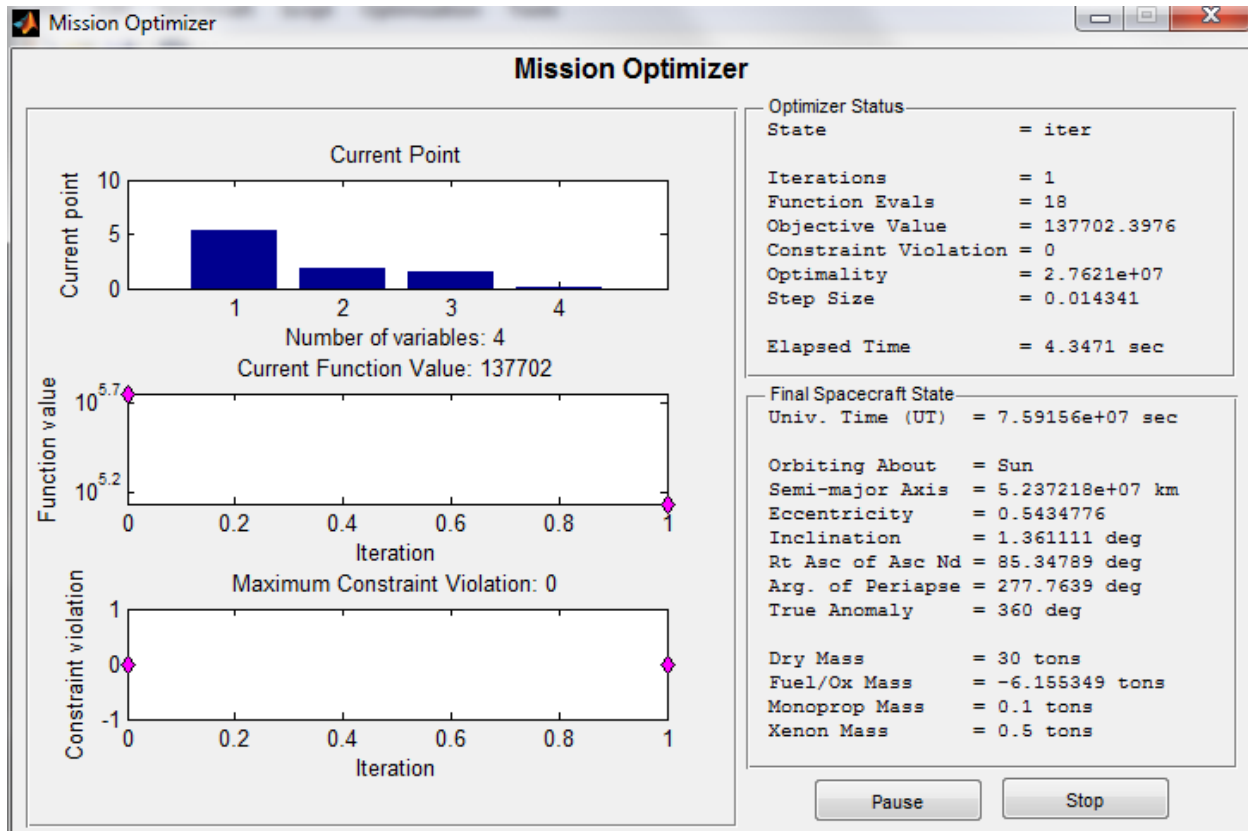 Mission Optimizer
Mission Optimizer
Current Point
Current point
10
5
0
1 2 3 4
Number of variables: 4
Current Function Value: 137702
Function value
10^5.7
10^5.2
0 0.2 0.4 0.6 0.8 1
Iteration
Maximum Constraint Violation: 0
Constraint violation
1
0
-1
0 0.2 0.4 0.6 0.8 1
Iteration
Optimizer Status
State = iter
Iterations = 1
Function Evals = 18
Objective Value = 137702.3976
Constraint Violation = 0
Optimality = 2.7621e+07
Step Size = 0.014341
Elapsed Time = 4.3471 sec
Final Spacecraft State
Univ. Time (UT) = 7.59156e+07 sec
Orbiting About = Sun
Semi-major Axis = 5.237218e+07 km
Eccentricity = 0.5434776
Inclination = 1.361111 deg
Rt Asc of Asc Nd = 85.34789 deg
Arg. of Periapse = 277.7639 deg
True Anomaly = 360 deg
Dry Mass = 30 tons
Fuel/Ox Mass = -6.155349 tons
Monoprop Mass = 0.1 tons
Xenon Mass = 0.5 tons
Pause
Stop